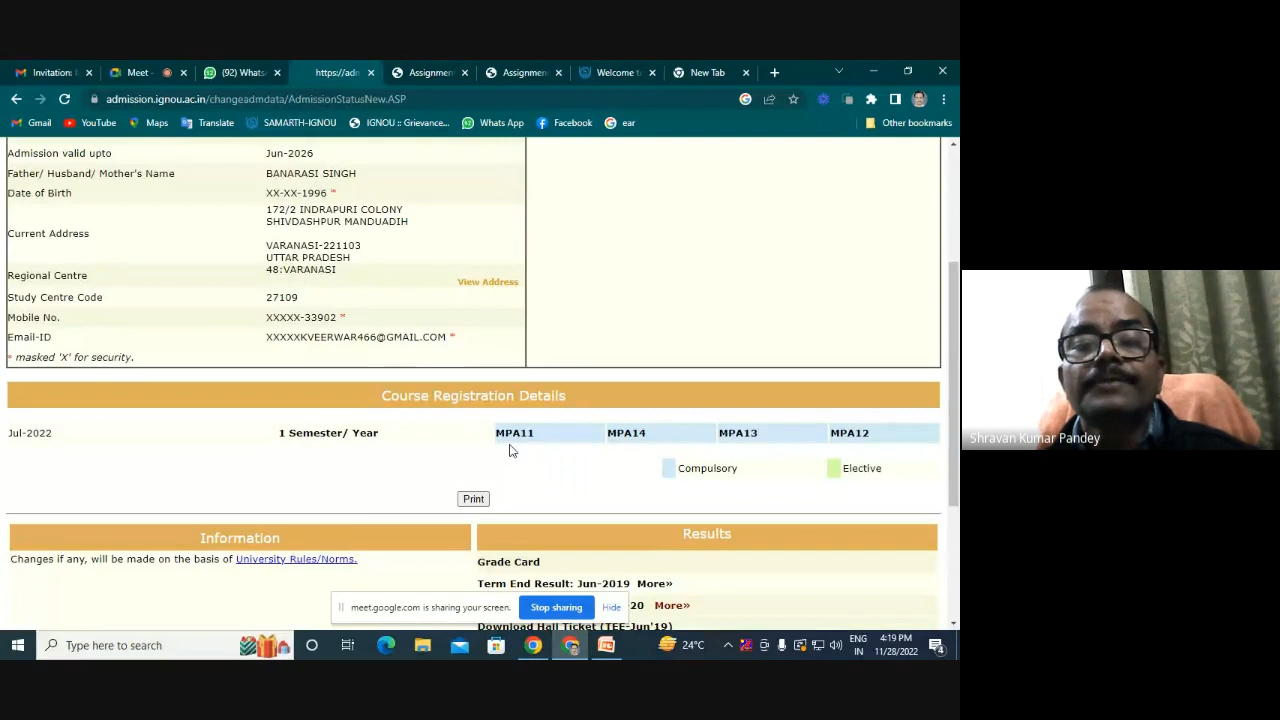 Invitation:
Meet
(92) Whats
https://adm
Assignmen
Assignmen
Welcome t
New Tab
admission.ignou.ac.in/changeadmdata/AdmissionStatusNew.ASP
Gmail YouTube Maps Translate SAMARTH-IGNOU IGNOU :: Grievance... Whats App Facebook ear Other bookmarks
Admission valid upto Jun-2026
Father/ Husband/ Mother's Name BANARASI SINGH
Date of Birth XX-XX-1996 *
172/2 INDRAPURI COLONY
SHIVDASHPUR MANDUADIH
Current Address
VARANASI-221103
UTTAR PRADESH
48:VARANASI
Regional Centre
View Address
Study Centre Code 27109
Mobile No. XXXXX-33902 *
Email-ID XXXXXKVEERWAR466@GMAIL.COM *
* masked 'X' for security.
Course Registration Details
Jul-2022 1 Semester/ Year MPA11 MPA14 MPA13 MPA12
Compulsory Elective
Print
Information
Changes if any, will be made on the basis of University Rules/Norms.
Results
Grade Card
Term End Result: Jun-2019 More»
20 More»
Download Hall Ticket (TEE-Jun'19)
meet.google.com is sharing your screen. Stop sharing Hide
Type here to search
24°C
ENG
IN
4:19 PM
11/28/2022
4
Shravan Kumar Pandey